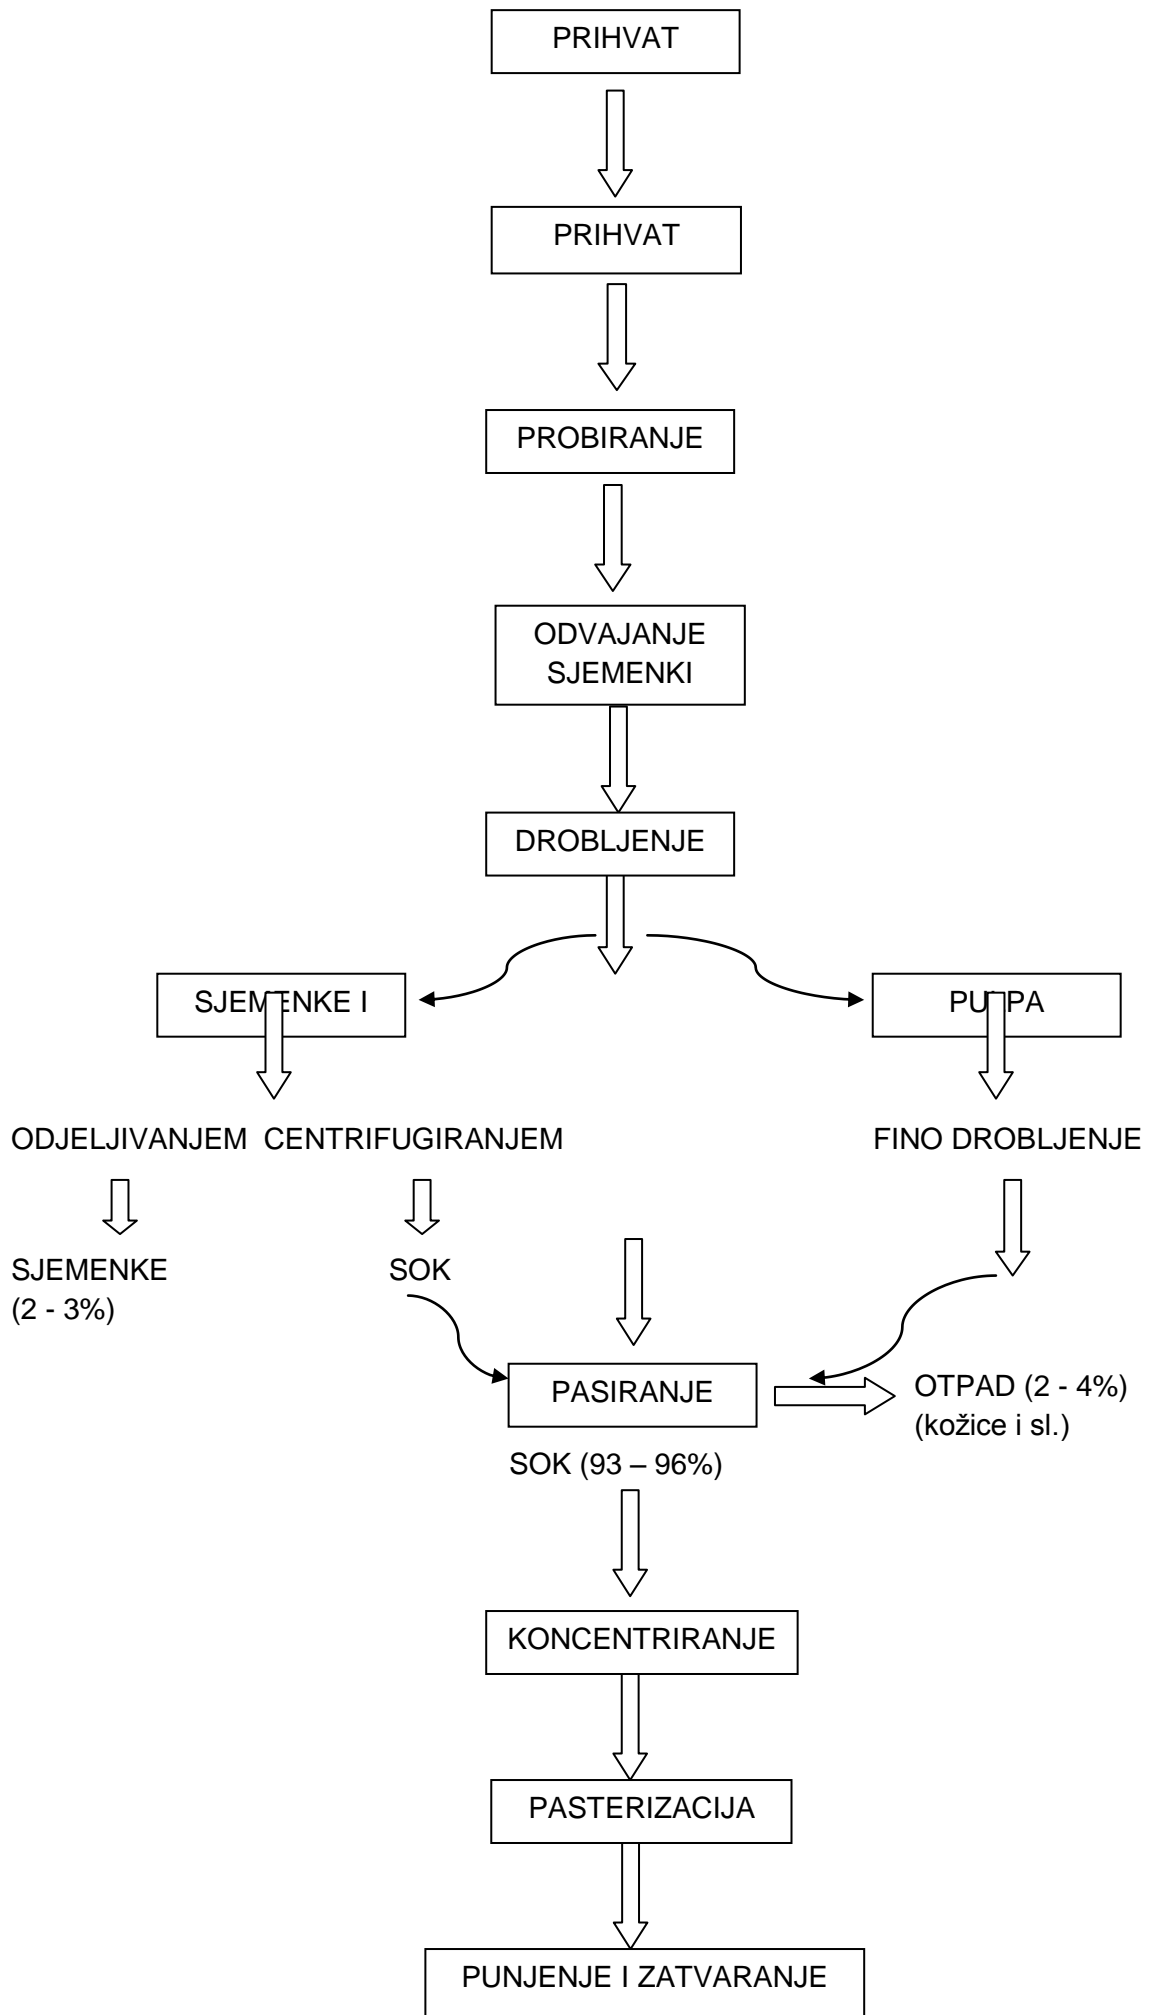 PRIHVAT
PRIHVAT
PROBIRANJE
ODVAJANJE
SJEMENKI
DROBLJENJE
SJEMENKE I
PULPA
ODJELJIVANJEM CENTRIFUGIRANJEM
FINO DROBLJENJE
SJEMENKE
(2 - 3%)
SOK
PASIRANJE
OTPAD (2 - 4%)
(kožice i sl.)
SOK (93 – 96%)
KONCENTRIRANJE
PASTERIZACIJA
PUNJENJE I ZATVARANJE